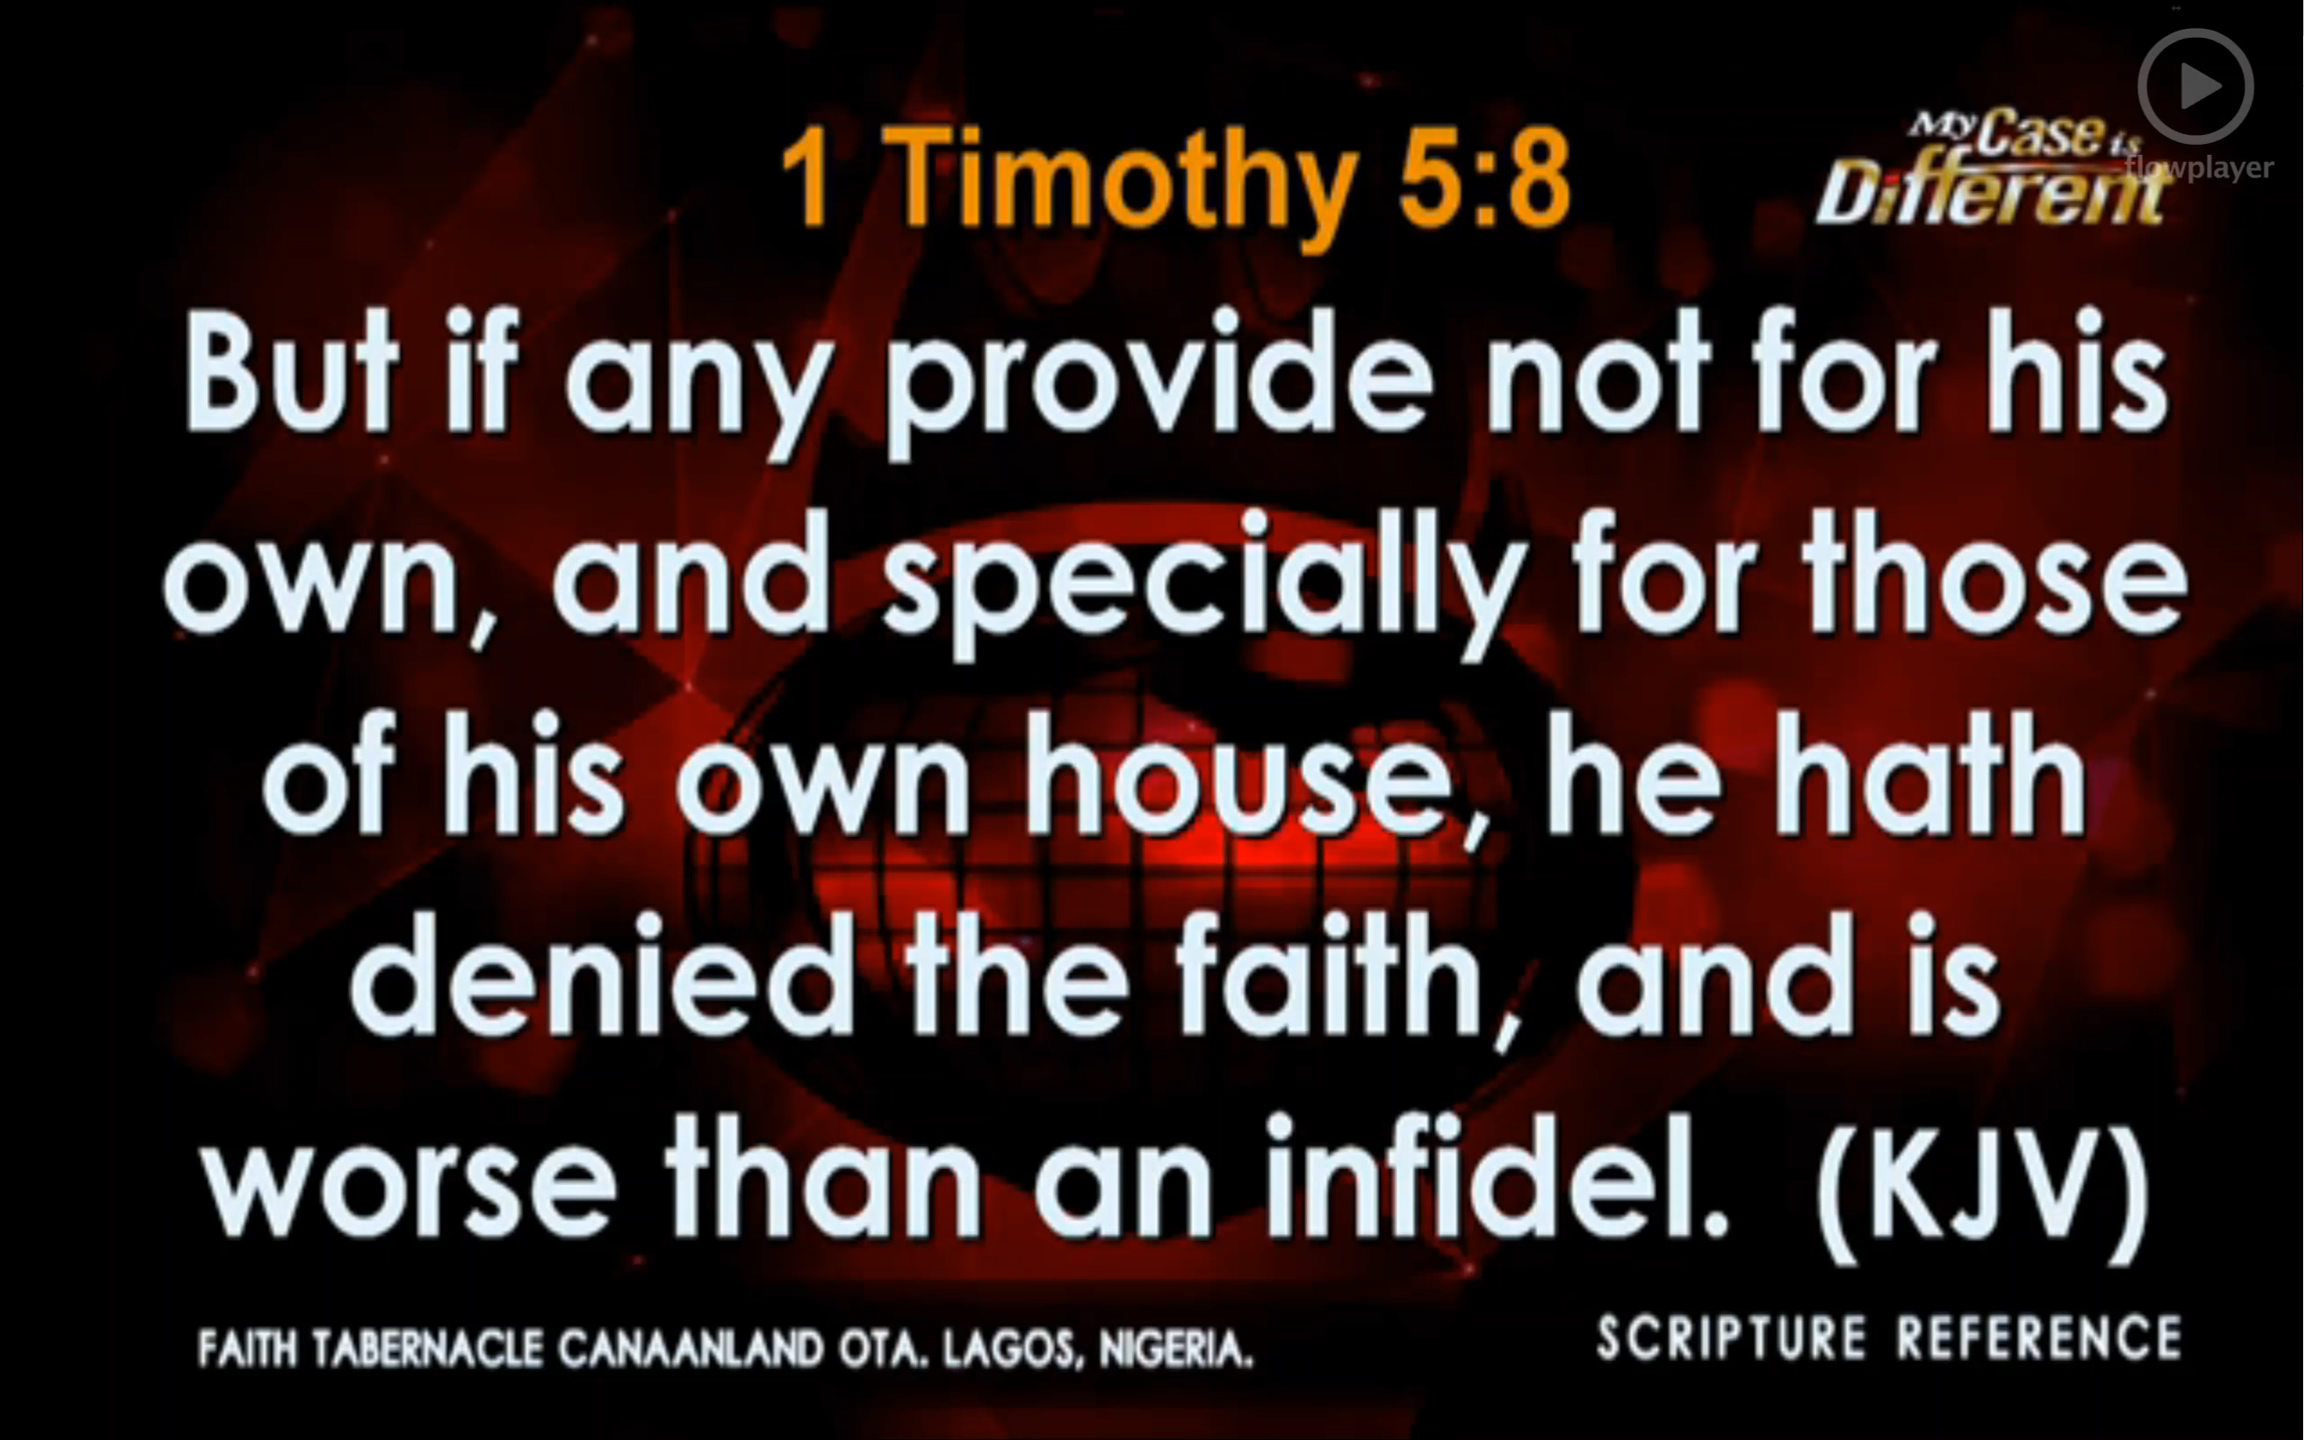 1 Timothy 5:8
My Case is
Different
flowplayer
But if any provide not for his
own, and specially for those
of his own house, he hath
denied the faith, and is
worse than an infidel. (KJV)
FAITH TABERNACLE CANAANLAND OTA. LAGOS, NIGERIA.
SCRIPTURE REFERENCE